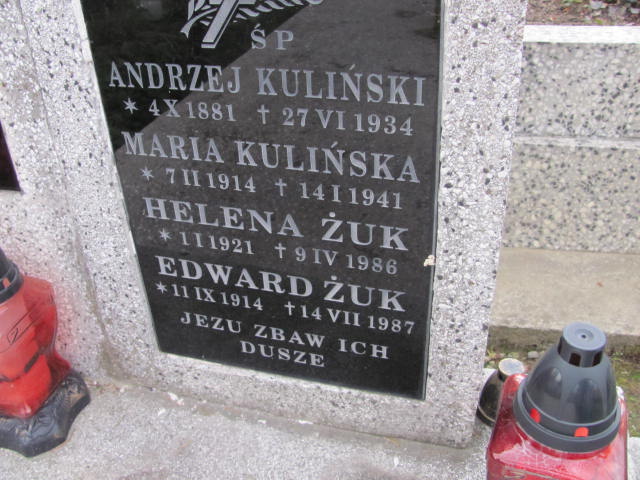 ŚP
ANDRZEJ KULIŃSKI
* 4 X 1881 † 27 VI 1934
MARIA KULIŃSKA
* 7 II 1914 † 14 I 1941
HELENA ŻUK
* 1 I 1921 † 9 IV 1986
EDWARD ŻUK
* 11 IX 1914 † 14 VII 1987
JEZU ZBAW ICH
DUSZE